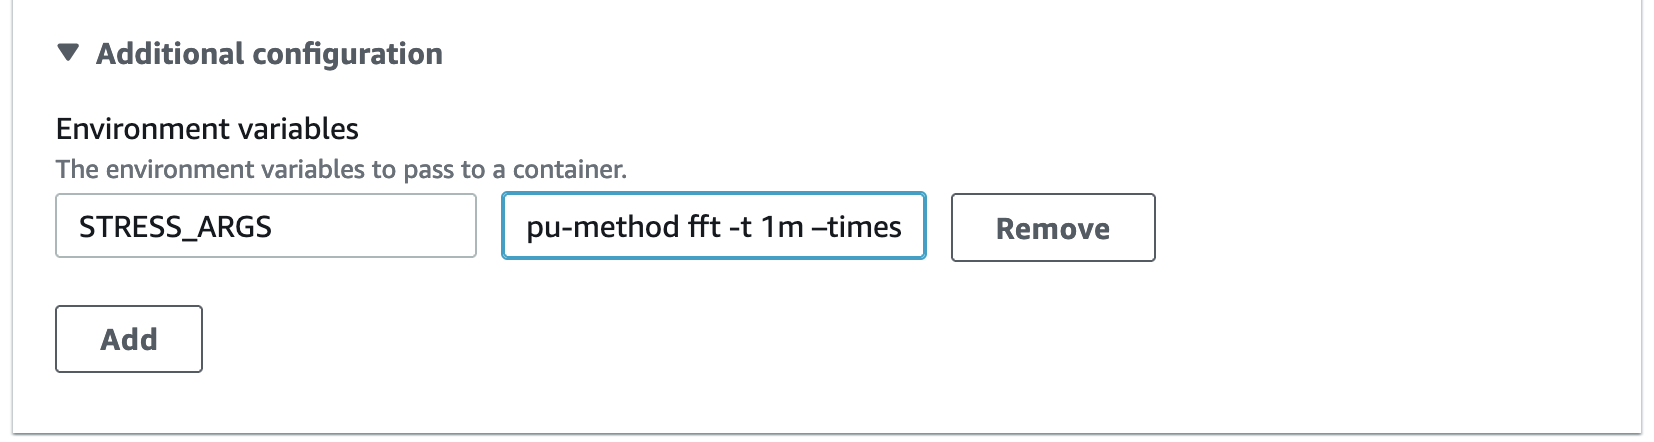 ▼ Additional configuration
Environment variables
The environment variables to pass to a container.
STRESS_ARGS pu-method fft -t 1m –times Remove
Add